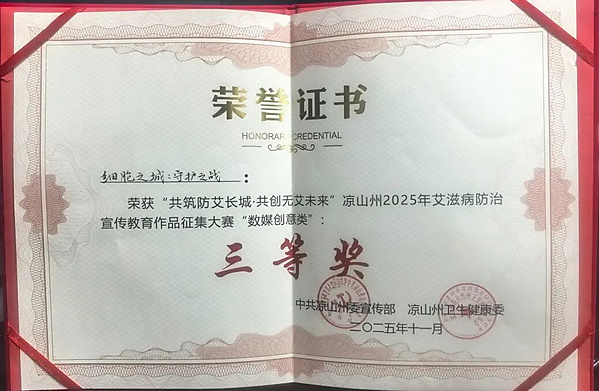 荣誉证书
HONORARY CREDENTIAL
细胞之城:守护之战:
荣获“共筑防艾长城·共创无艾未来”凉山州2025年艾滋病防治
宣传教育作品征集大赛“数媒创意类”:
三等奖
中共凉山州委宣传部 凉山州卫生健康委
二〇二五年十一月